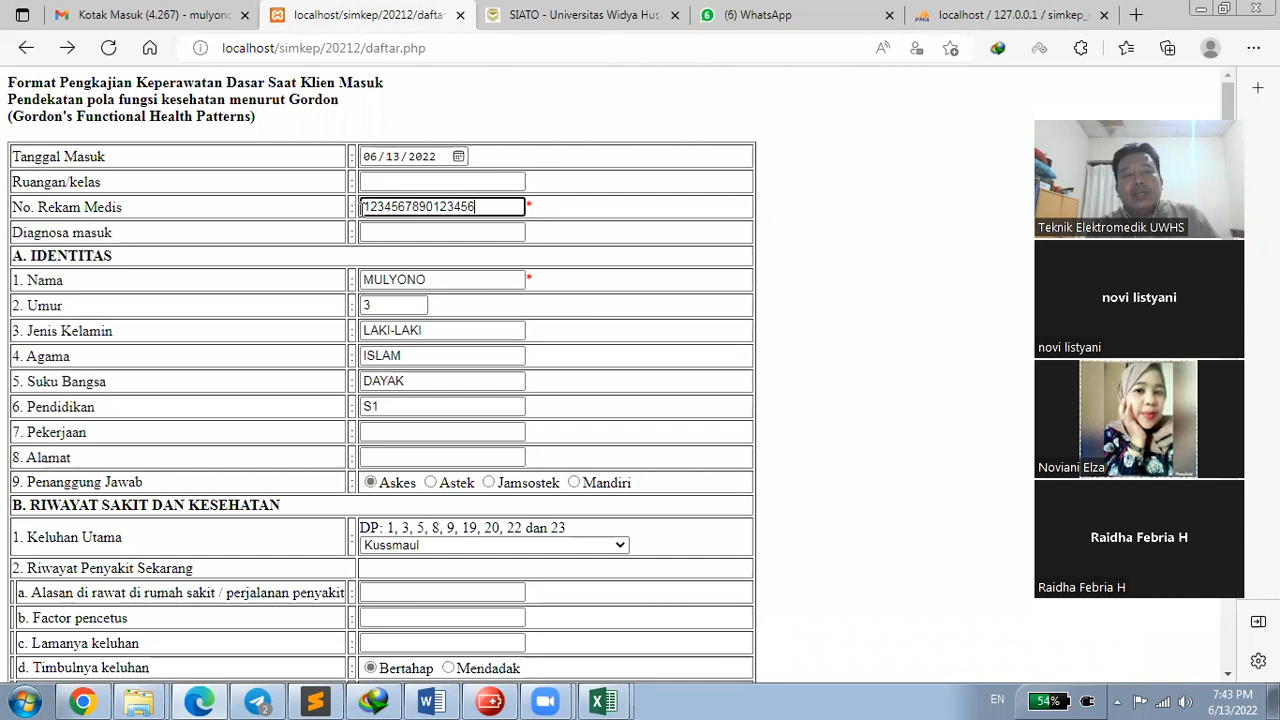 Kotak Masuk (4.267) - mulyono
localhost/simkep/20212/daftar
SIATO - Universitas Widya Hus
(6) WhatsApp
localhost / 127.0.0.1 / simkep_
localhost/simkep/20212/daftar.php
Format Pengkajian Keperawatan Dasar Saat Klien Masuk
Pendekatan pola fungsi kesehatan menurut Gordon
(Gordon's Functional Health Patterns)
Tanggal Masuk : 06/13/2022
Ruangan/kelas :
No. Rekam Medis : 1234567890123456 *
Diagnosa masuk :
A. IDENTITAS
1. Nama : MULYONO *
2. Umur : 3
3. Jenis Kelamin : LAKI-LAKI
4. Agama : ISLAM
5. Suku Bangsa : DAYAK
6. Pendidikan : S1
7. Pekerjaan :
8. Alamat :
9. Penanggung Jawab : Askes Astek Jamsostek Mandiri
B. RIWAYAT SAKIT DAN KESEHATAN
1. Keluhan Utama :
DP: 1, 3, 5, 8, 9, 19, 20, 22 dan 23
Kussmaul
2. Riwayat Penyakit Sekarang :
a. Alasan di rawat di rumah sakit / perjalanan penyakit :
b. Factor pencetus :
c. Lamanya keluhan :
d. Timbulnya keluhan : Bertahap Mendadak
Teknik Elektromedik UWHS
novi listyani
novi listyani
Noviani Elza
Raidha Febria H
Raidha Febria H
2
EN
54%
7:43 PM
6/13/2022